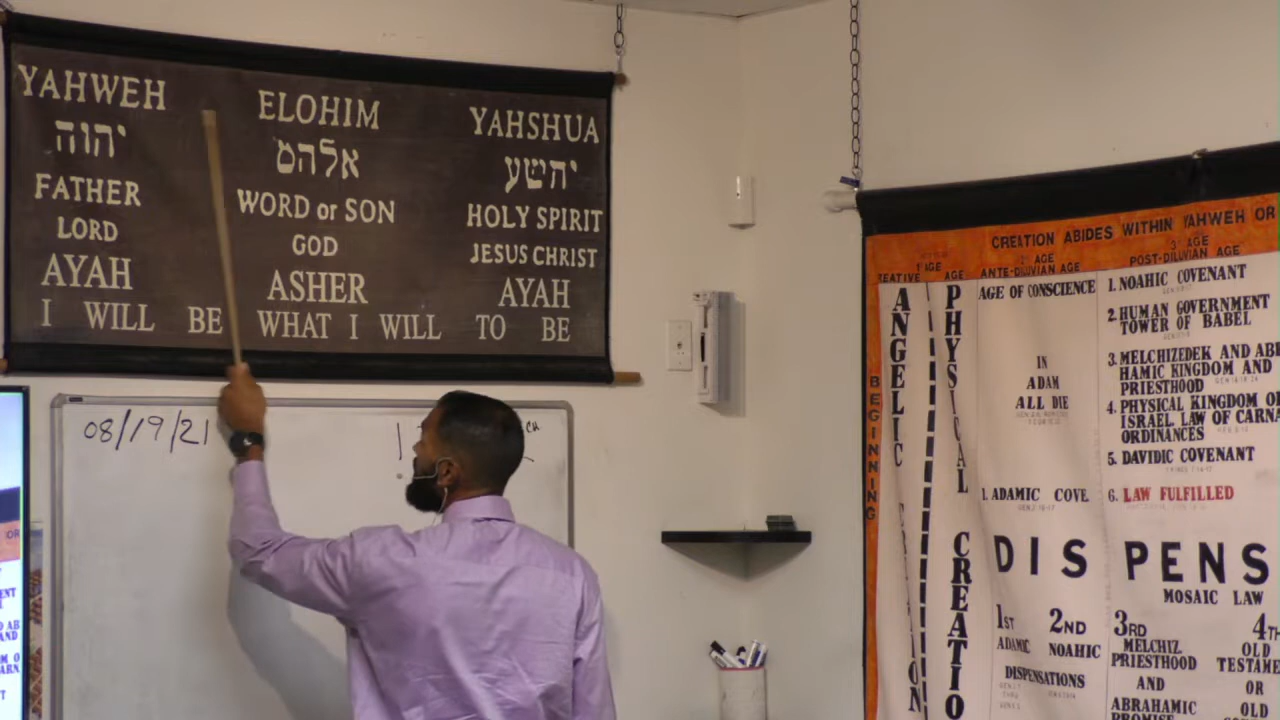 YAHWEH
יהוה
FATHER
LORD
AYAH
ELOHIM
אלהם
WORD or SON
GOD
ASHER
YAHSHUA
יהשע
HOLY SPIRIT
JESUS CHRIST
AYAH
I WILL BE WHAT I WILL TO BE
08/19/21
CREATION ABIDES WITHIN YAHWEH OR
AGE
ANTE-DILUVIAN AGE
3 AGE
POST-DILUVIAN AGE
BEGINNING
ANGELIC
PHYSICAL CREATIO
AGE OF CONSCIENCE
IN
ADAM
ALL DIE
1. ADAMIC COVE
1. NOAHIC COVENANT
2. HUMAN GOVERNMENT
TOWER OF BABEL
3. MELCHIZEDEK AND AB
HAMIC KINGDOM AND
PRIESTHOOD
4. PHYSICAL KINGDOM O
ISRAEL, LAW OF CARN
ORDINANCES
5. DAVIDIC COVENANT
6. LAW FULFILLED
DISPENS
MOSAIC LAW
1ST 2ND 3RD 4TH
ADAMIC NOAHIC
DISPENSATIONS
MELCHIZ.
PRIESTHOOD
AND
ABRAHAMIC
OLD
TESTAME
OR
OLD